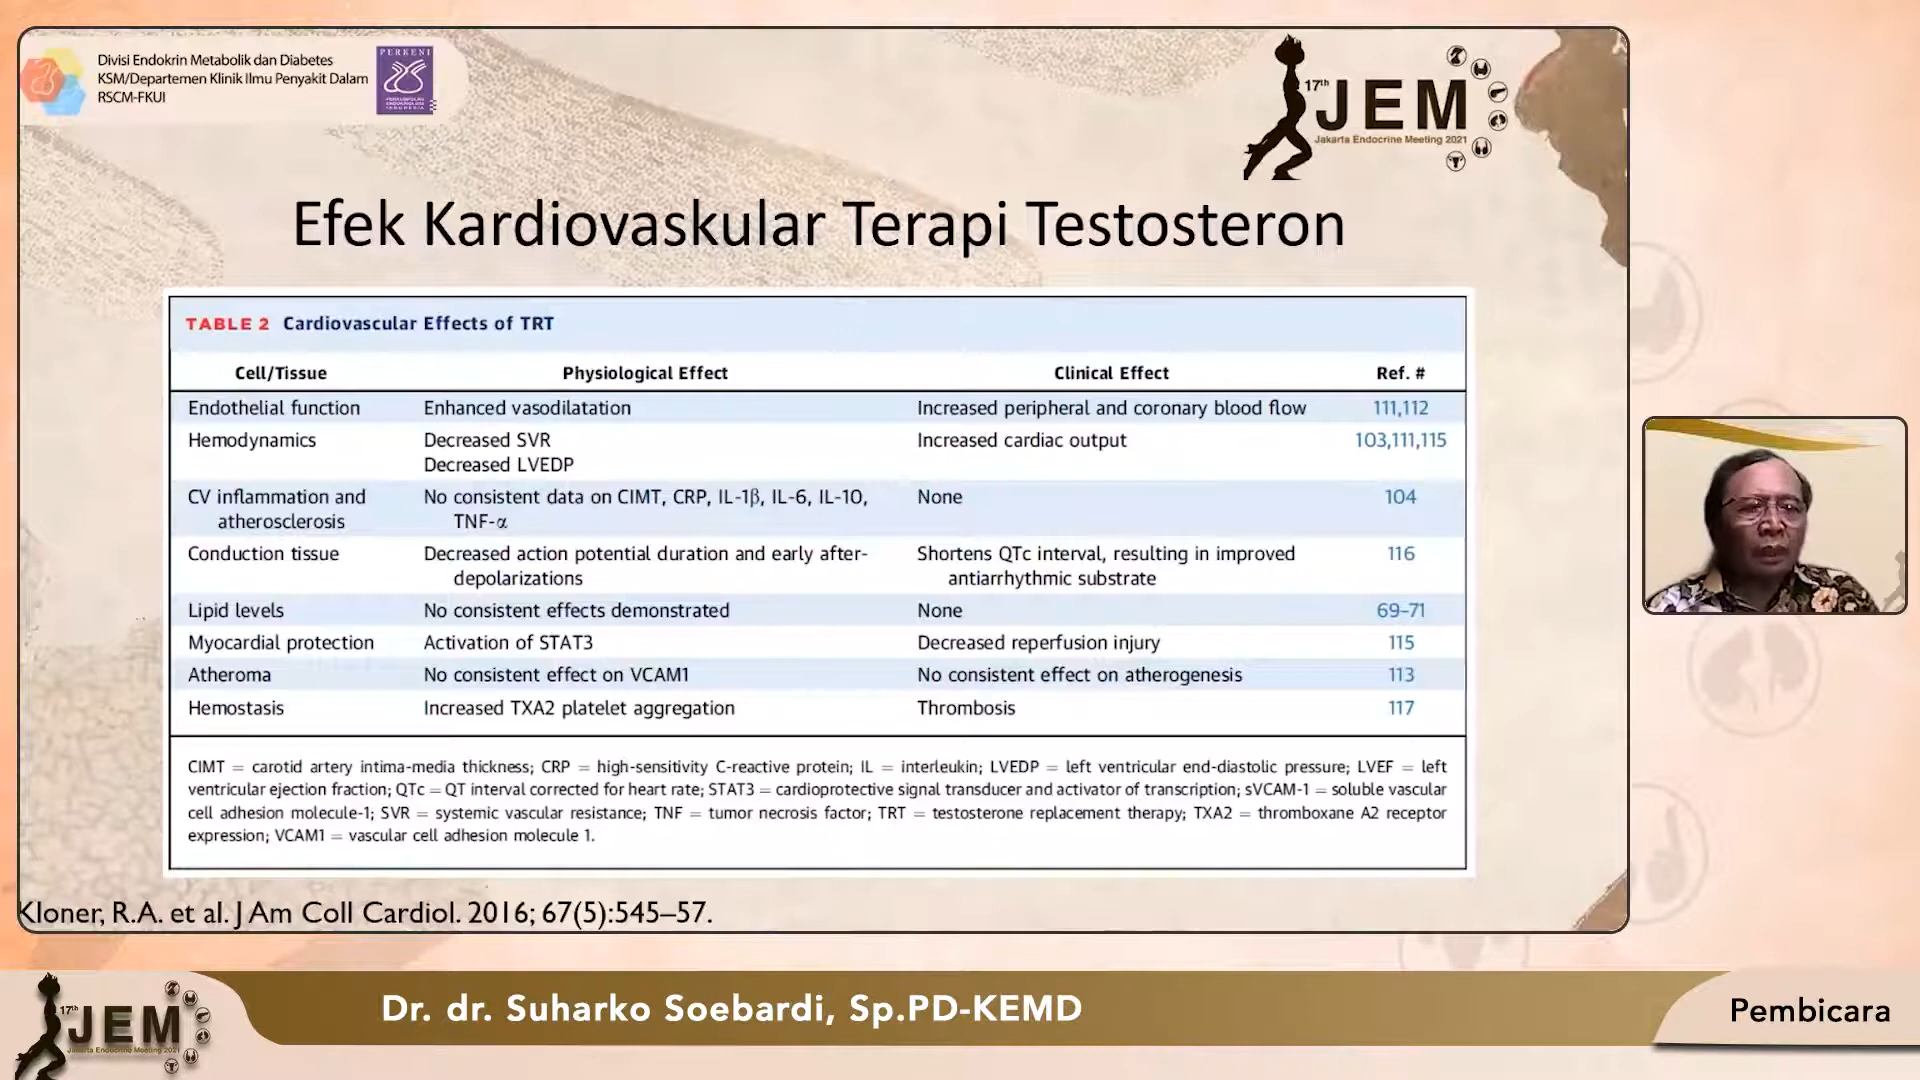 Divisi Endokrin Metabolik dan Diabetes
KSM/Departemen Klinik Ilmu Penyakit Dalam
RSCM-FKUI
PERKENI
17th JEM
Jakarta Endocrine Meeting 2021
Efek Kardiovaskular Terapi Testosteron
TABLE 2 Cardiovascular Effects of TRT
Cell/Tissue Physiological Effect Clinical Effect Ref. #
Endothelial function Enhanced vasodilatation Increased peripheral and coronary blood flow 111,112
Hemodynamics Decreased SVR Increased cardiac output 103,111,115
Decreased LVEDP
CV inflammation and No consistent data on CIMT, CRP, IL-1β, IL-6, IL-10, None 104
atherosclerosis TNF-α
Conduction tissue Decreased action potential duration and early after- Shortens QTc interval, resulting in improved 116
depolarizations antiarrhythmic substrate
Lipid levels No consistent effects demonstrated None 69–71
Myocardial protection Activation of STAT3 Decreased reperfusion injury 115
Atheroma No consistent effect on VCAM1 No consistent effect on atherogenesis 113
Hemostasis Increased TXA2 platelet aggregation Thrombosis 117
CIMT = carotid artery intima-media thickness; CRP = high-sensitivity C-reactive protein; IL = interleukin; LVEDP = left ventricular end-diastolic pressure; LVEF = left
ventricular ejection fraction; QTc = QT interval corrected for heart rate; STAT3 = cardioprotective signal transducer and activator of transcription; sVCAM-1 = soluble vascular
cell adhesion molecule-1; SVR = systemic vascular resistance; TNF = tumor necrosis factor; TRT = testosterone replacement therapy; TXA2 = thromboxane A2 receptor
expression; VCAM1 = vascular cell adhesion molecule 1.
Kloner, R.A. et al. J Am Coll Cardiol. 2016; 67(5):545–57.
17th JEM
Jakarta Endocrine Meeting 2021
Dr. dr. Suharko Soebardi, Sp.PD-KEMD
Pembicara